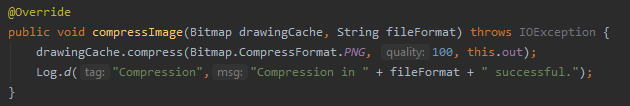 @Override
public void compressImage(Bitmap drawingCache, String fileFormat) throws IOException {
drawingCache.compress(Bitmap.CompressFormat.PNG, quality: 100, this.out);
Log.d( tag: "Compression", msg: "Compression in " + fileFormat + " successful.");
}